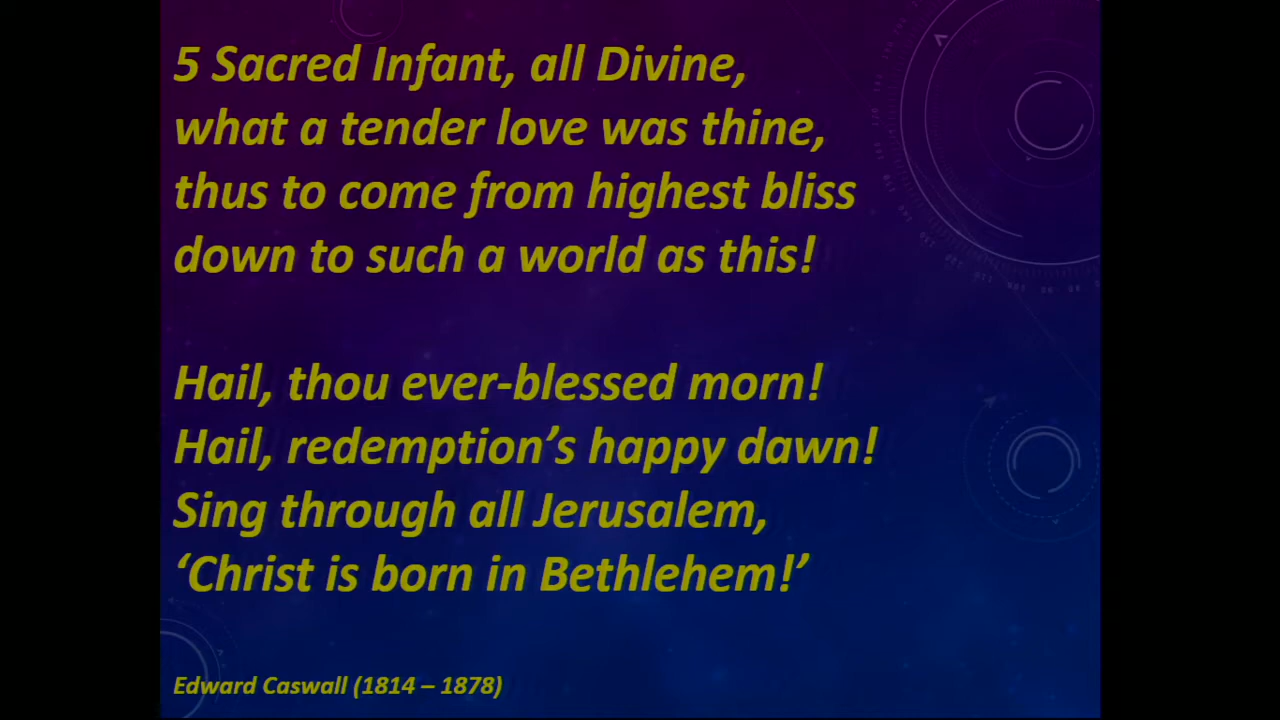 5 Sacred Infant, all Divine,
what a tender love was thine,
thus to come from highest bliss
down to such a world as this!
Hail, thou ever-blessed morn!
Hail, redemption’s happy dawn!
Sing through all Jerusalem,
‘Christ is born in Bethlehem!’
Edward Caswall (1814 – 1878)